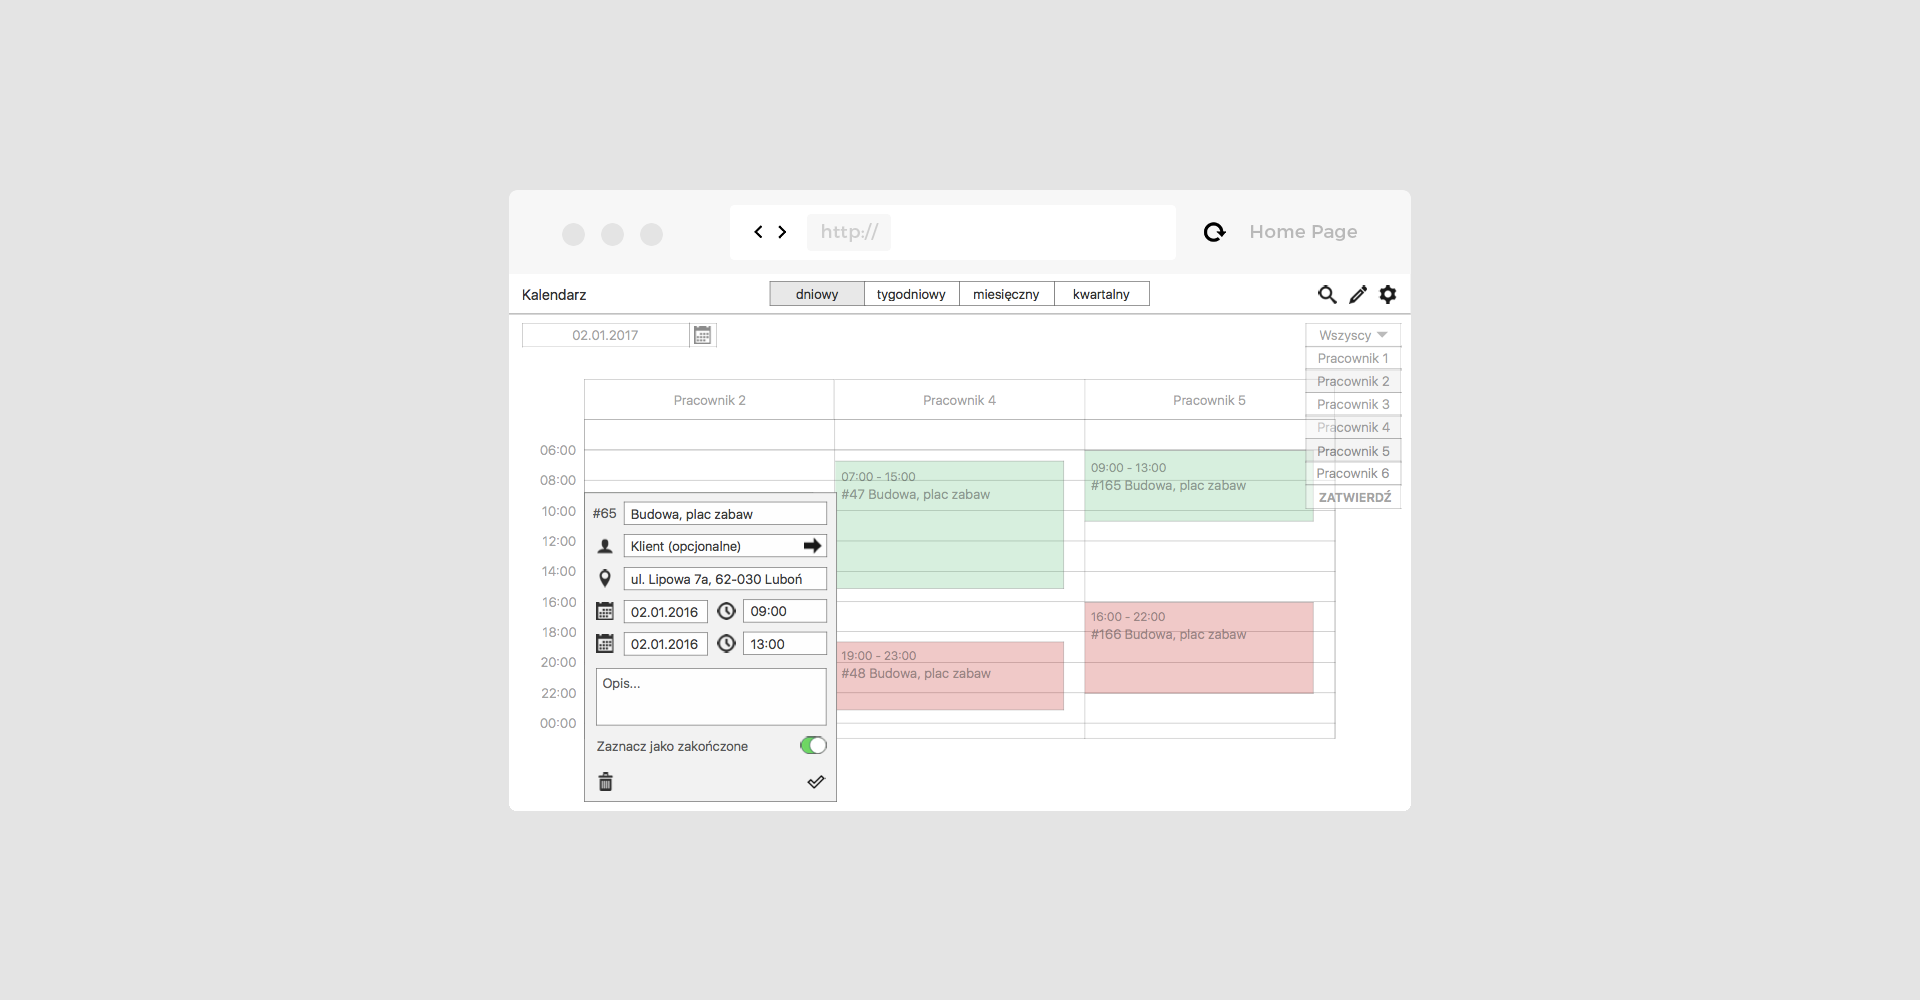 http://
Home Page
Kalendarz
dniowy
tygodniowy
miesięczny
kwartalny
02.01.2017
Wszyscy
Pracownik 1
Pracownik 2
Pracownik 3
Pracownik 4
Pracownik 5
Pracownik 6
ZATWIERDŹ
Pracownik 2
Pracownik 4
Pracownik 5
06:00
08:00
10:00
12:00
14:00
16:00
18:00
20:00
22:00
00:00
07:00 - 15:00
#47 Budowa, plac zabaw
19:00 - 23:00
#48 Budowa, plac zabaw
09:00 - 13:00
#165 Budowa, plac zabaw
16:00 - 22:00
#166 Budowa, plac zabaw
#65 Budowa, plac zabaw
Klient (opcjonalne)
ul. Lipowa 7a, 62-030 Luboń
02.01.2016 09:00
02.01.2016 13:00
Opis...
Zaznacz jako zakończone